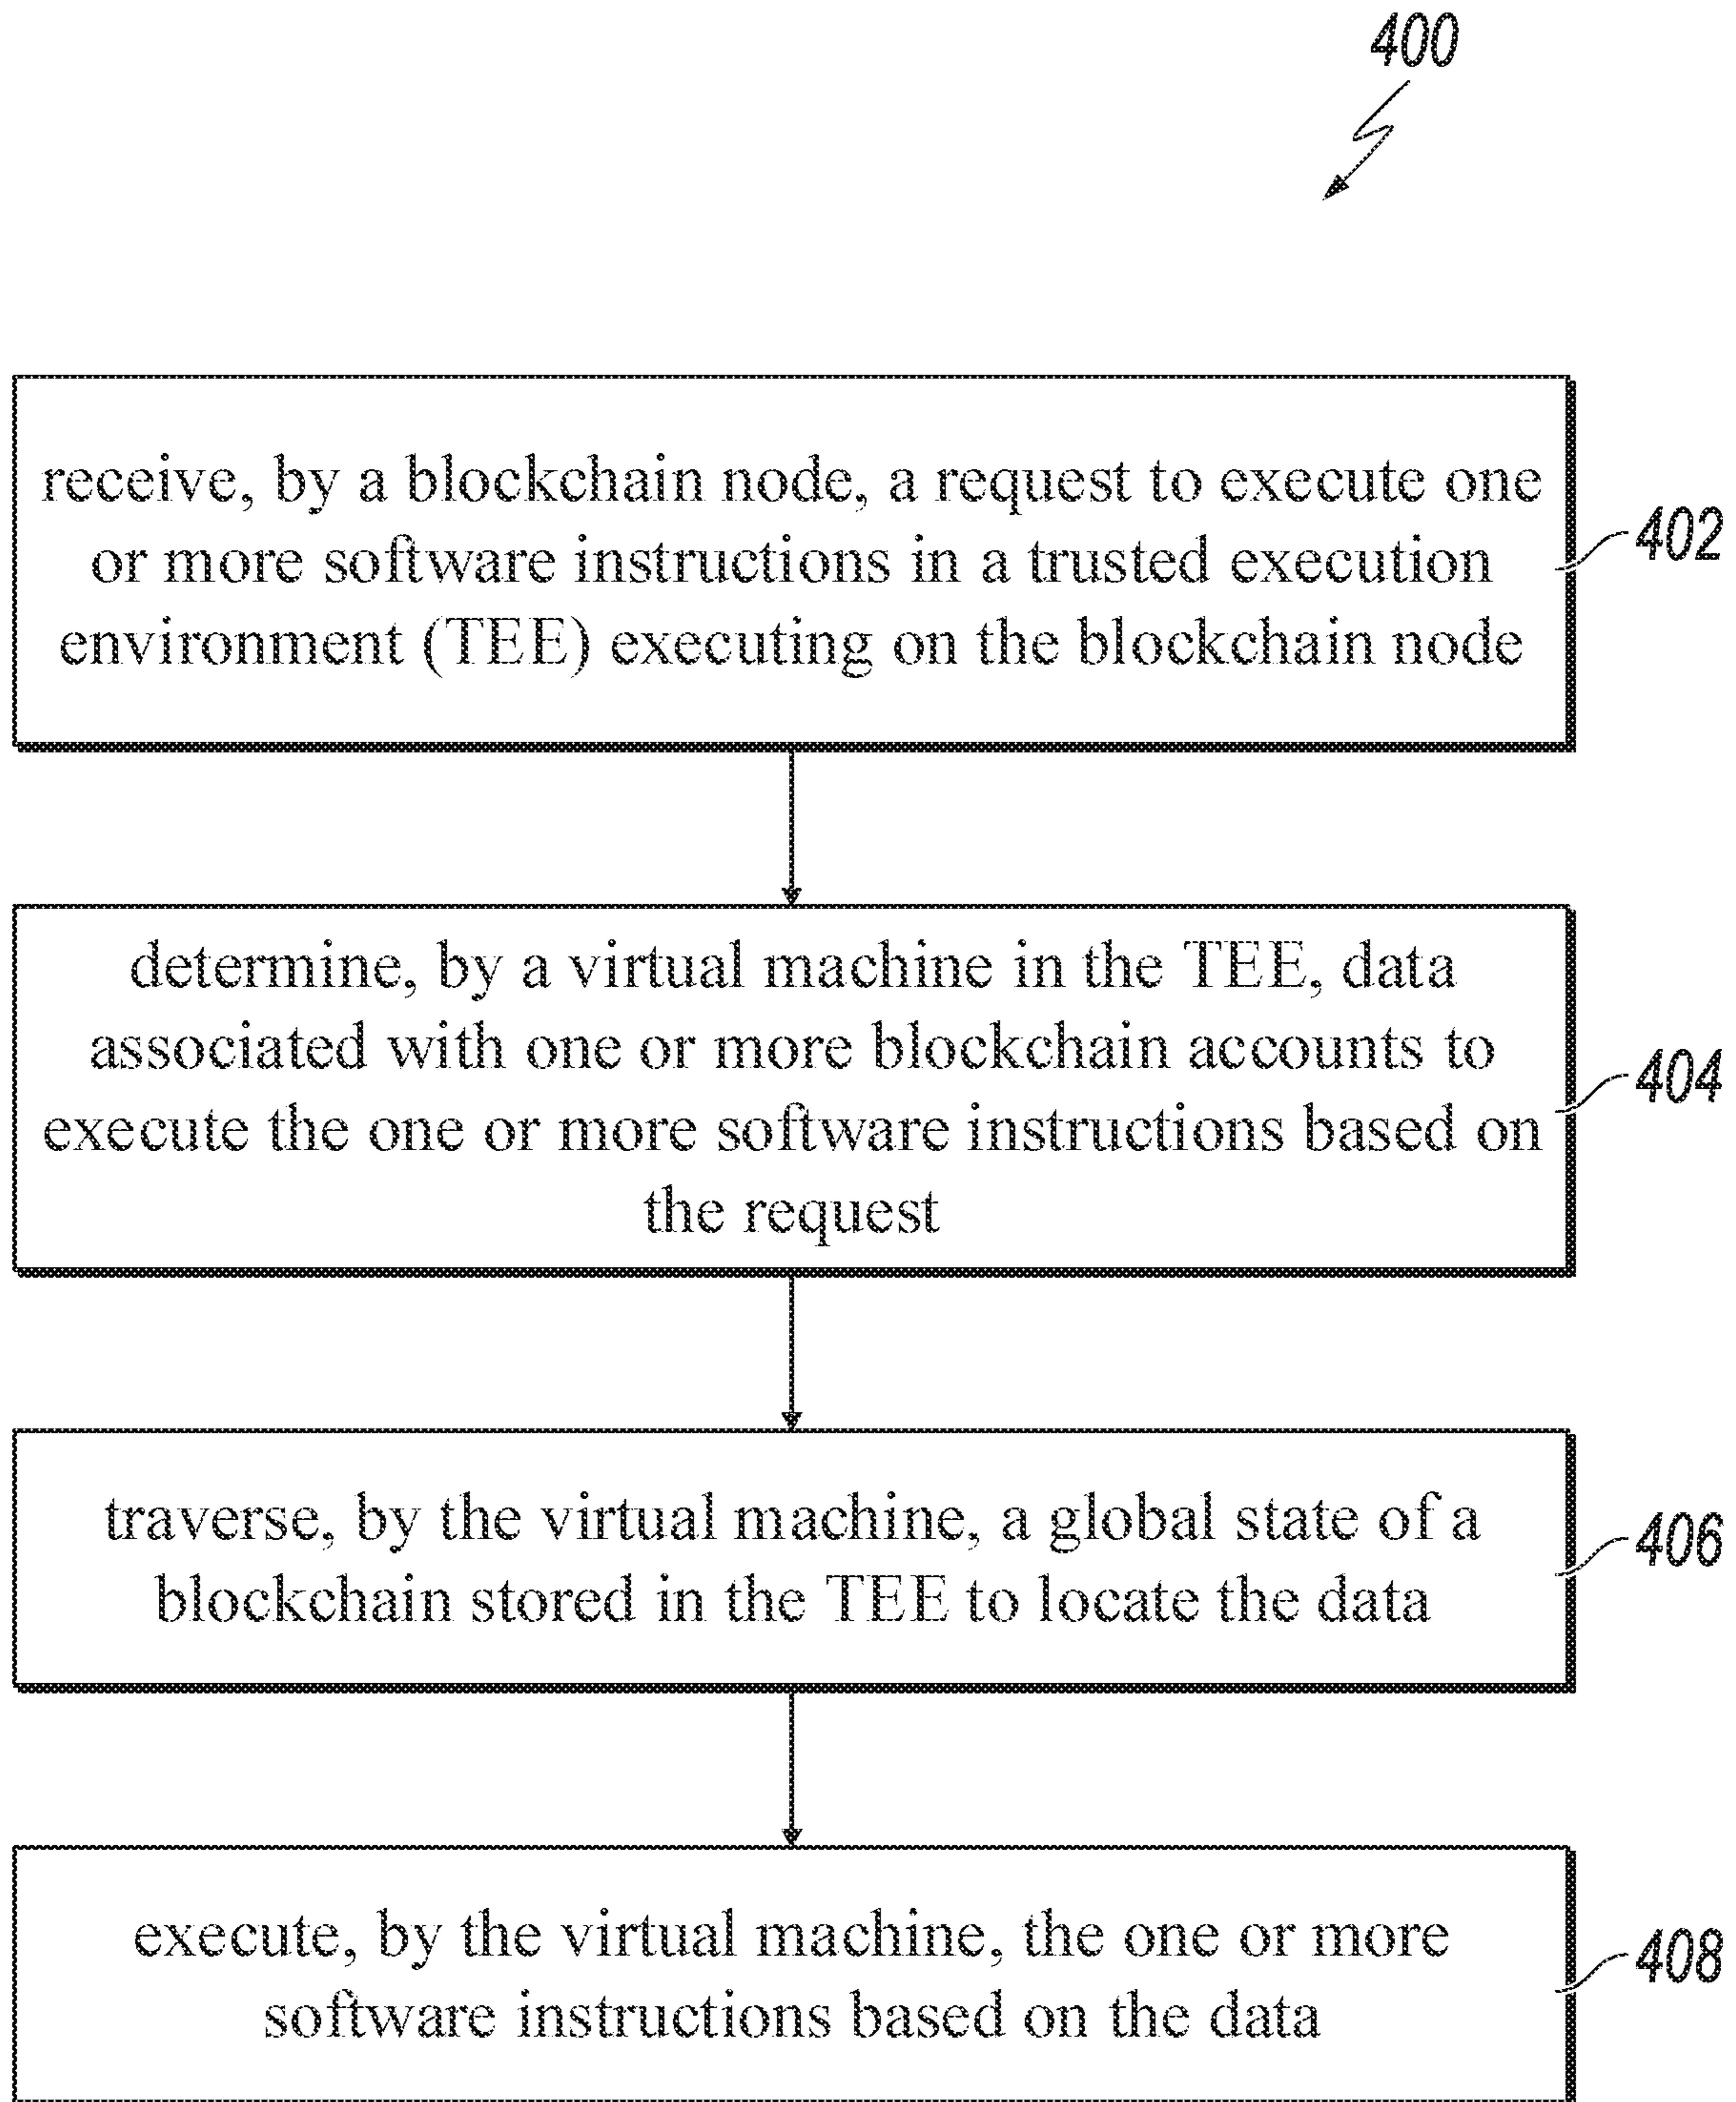 400
receive, by a blockchain node, a request to execute one
or more software instructions in a trusted execution
environment (TEE) executing on the blockchain node
402
determine, by a virtual machine in the TEE, data
associated with one or more blockchain accounts to
execute the one or more software instructions based on
the request
404
traverse, by the virtual machine, a global state of a
blockchain stored in the TEE to locate the data
406
execute, by the virtual machine, the one or more
software instructions based on the data
408